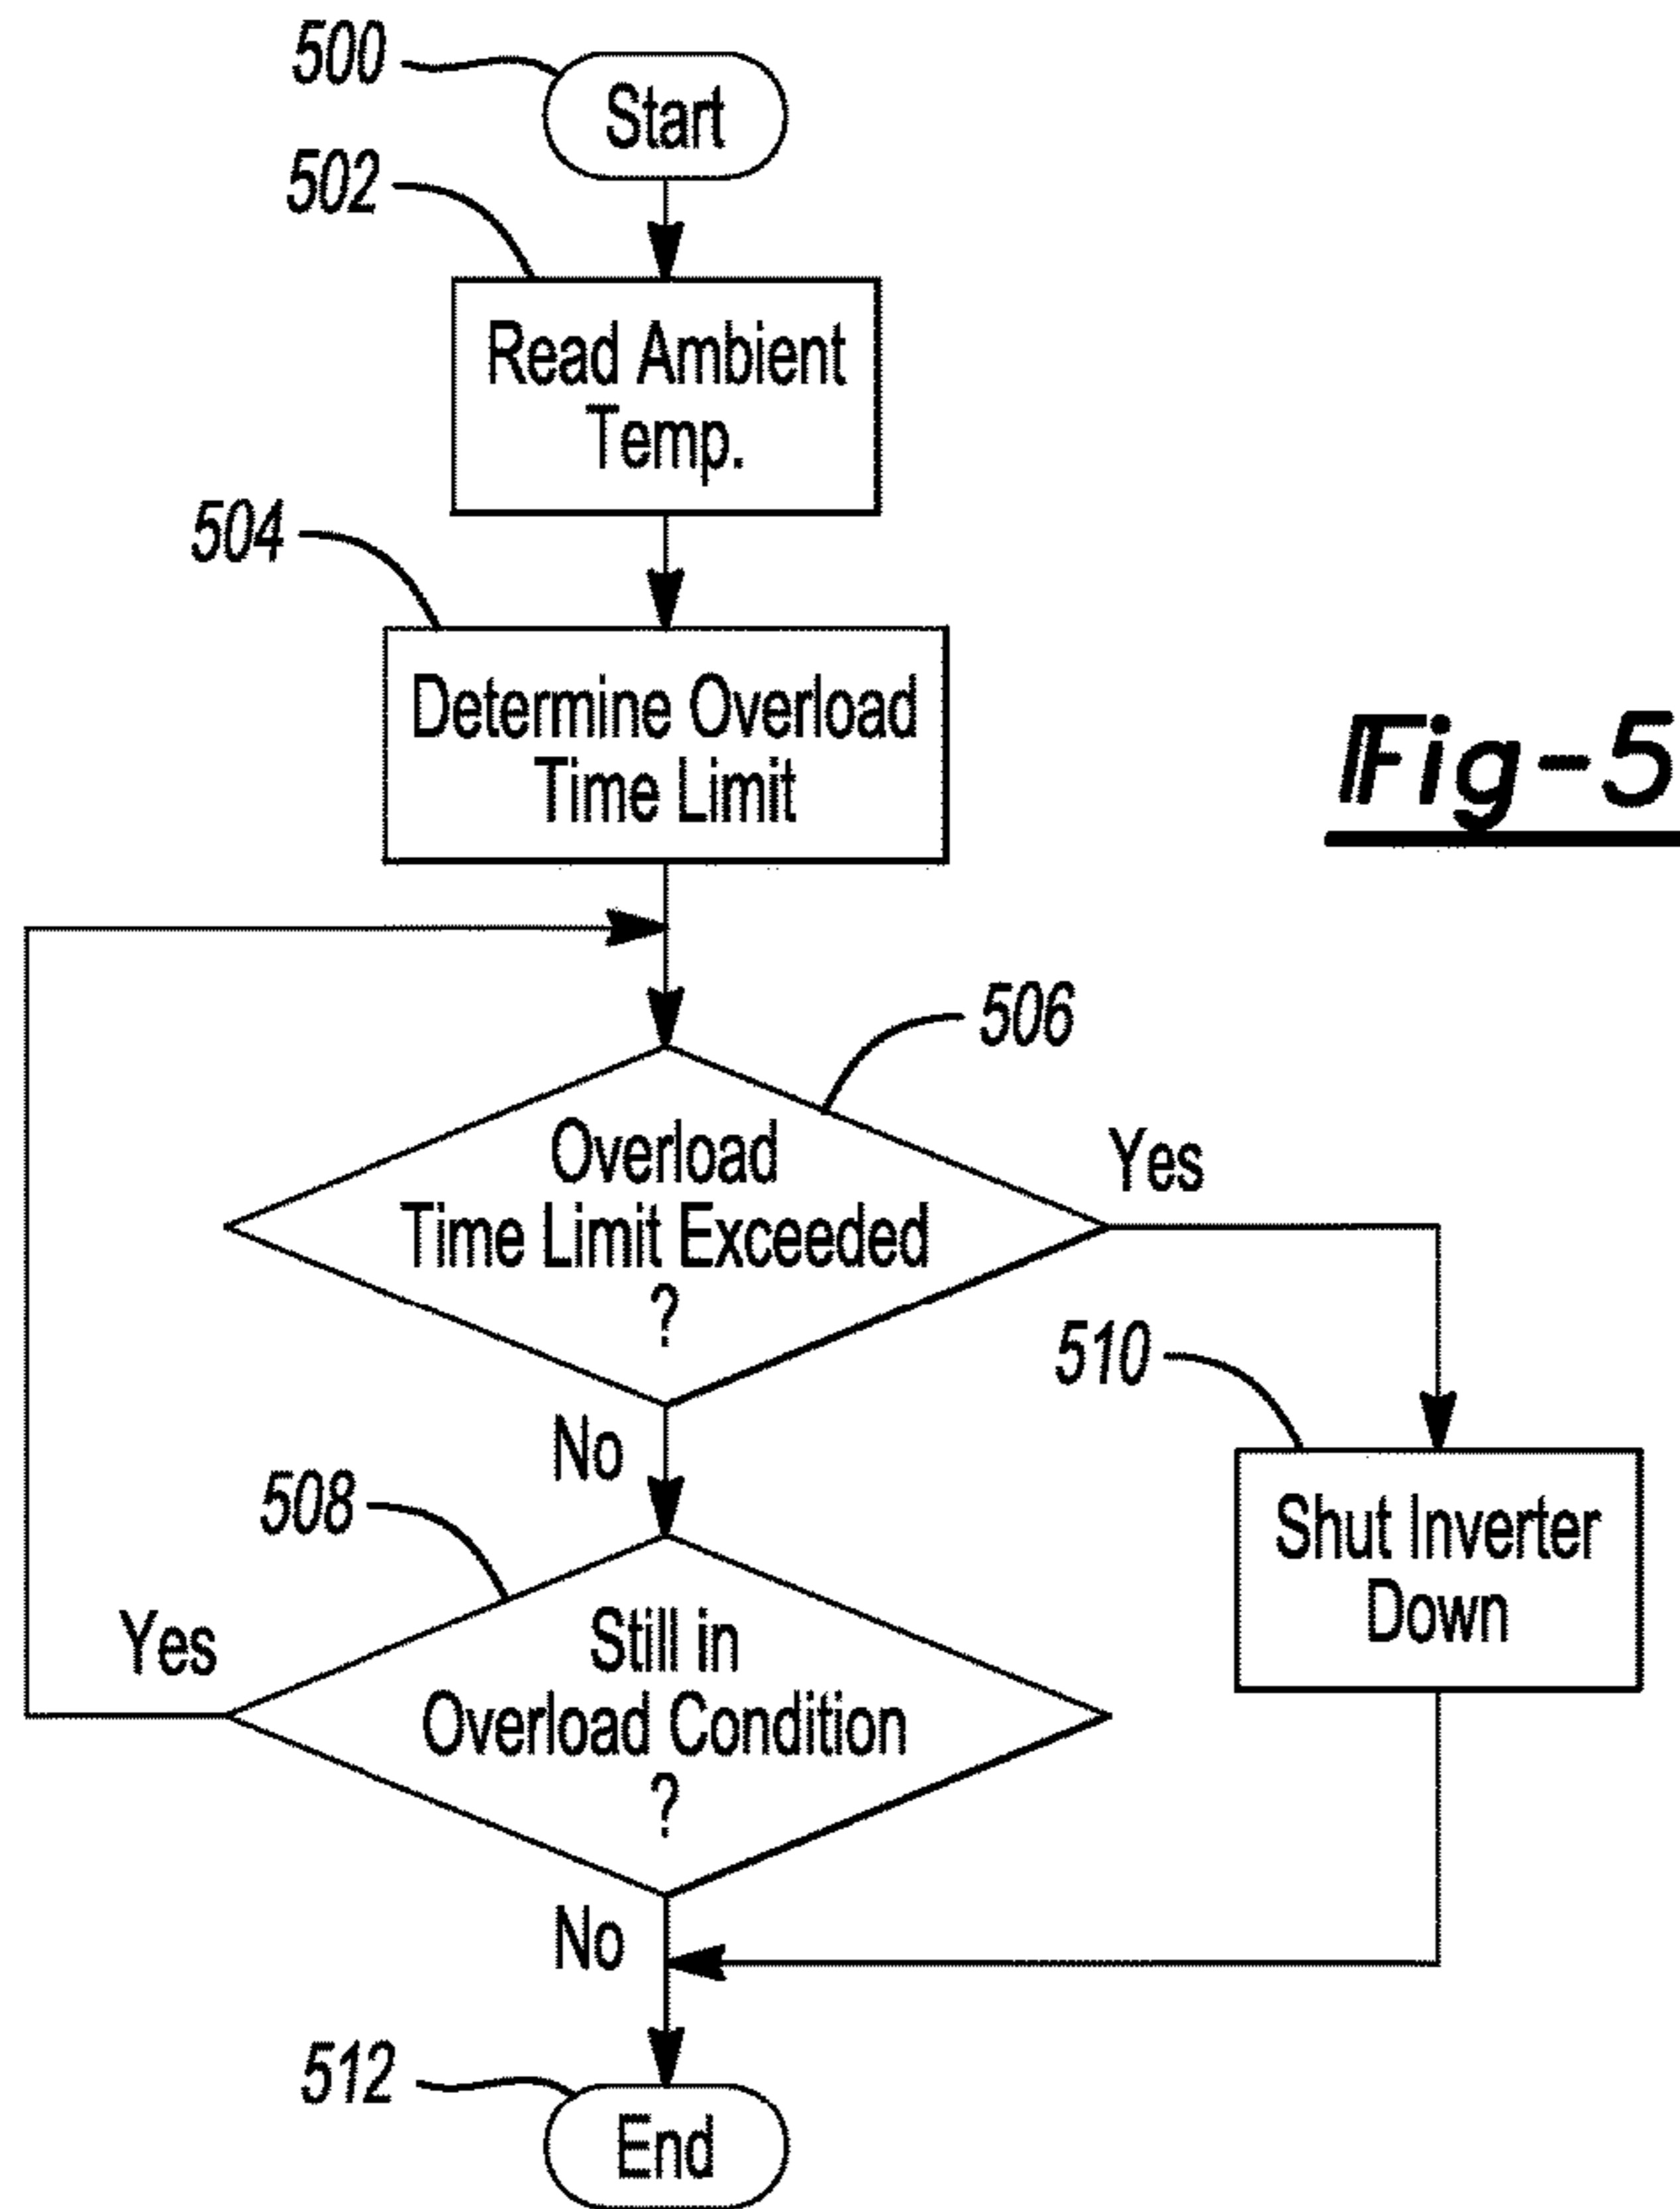 500
Start
502
Read Ambient
Temp.
504
Determine Overload
Time Limit
Fig-5
506
Overload
Time Limit Exceeded
?
Yes
No
510
Shut Inverter
Down
508
Still in
Overload Condition
?
Yes
No
512
End